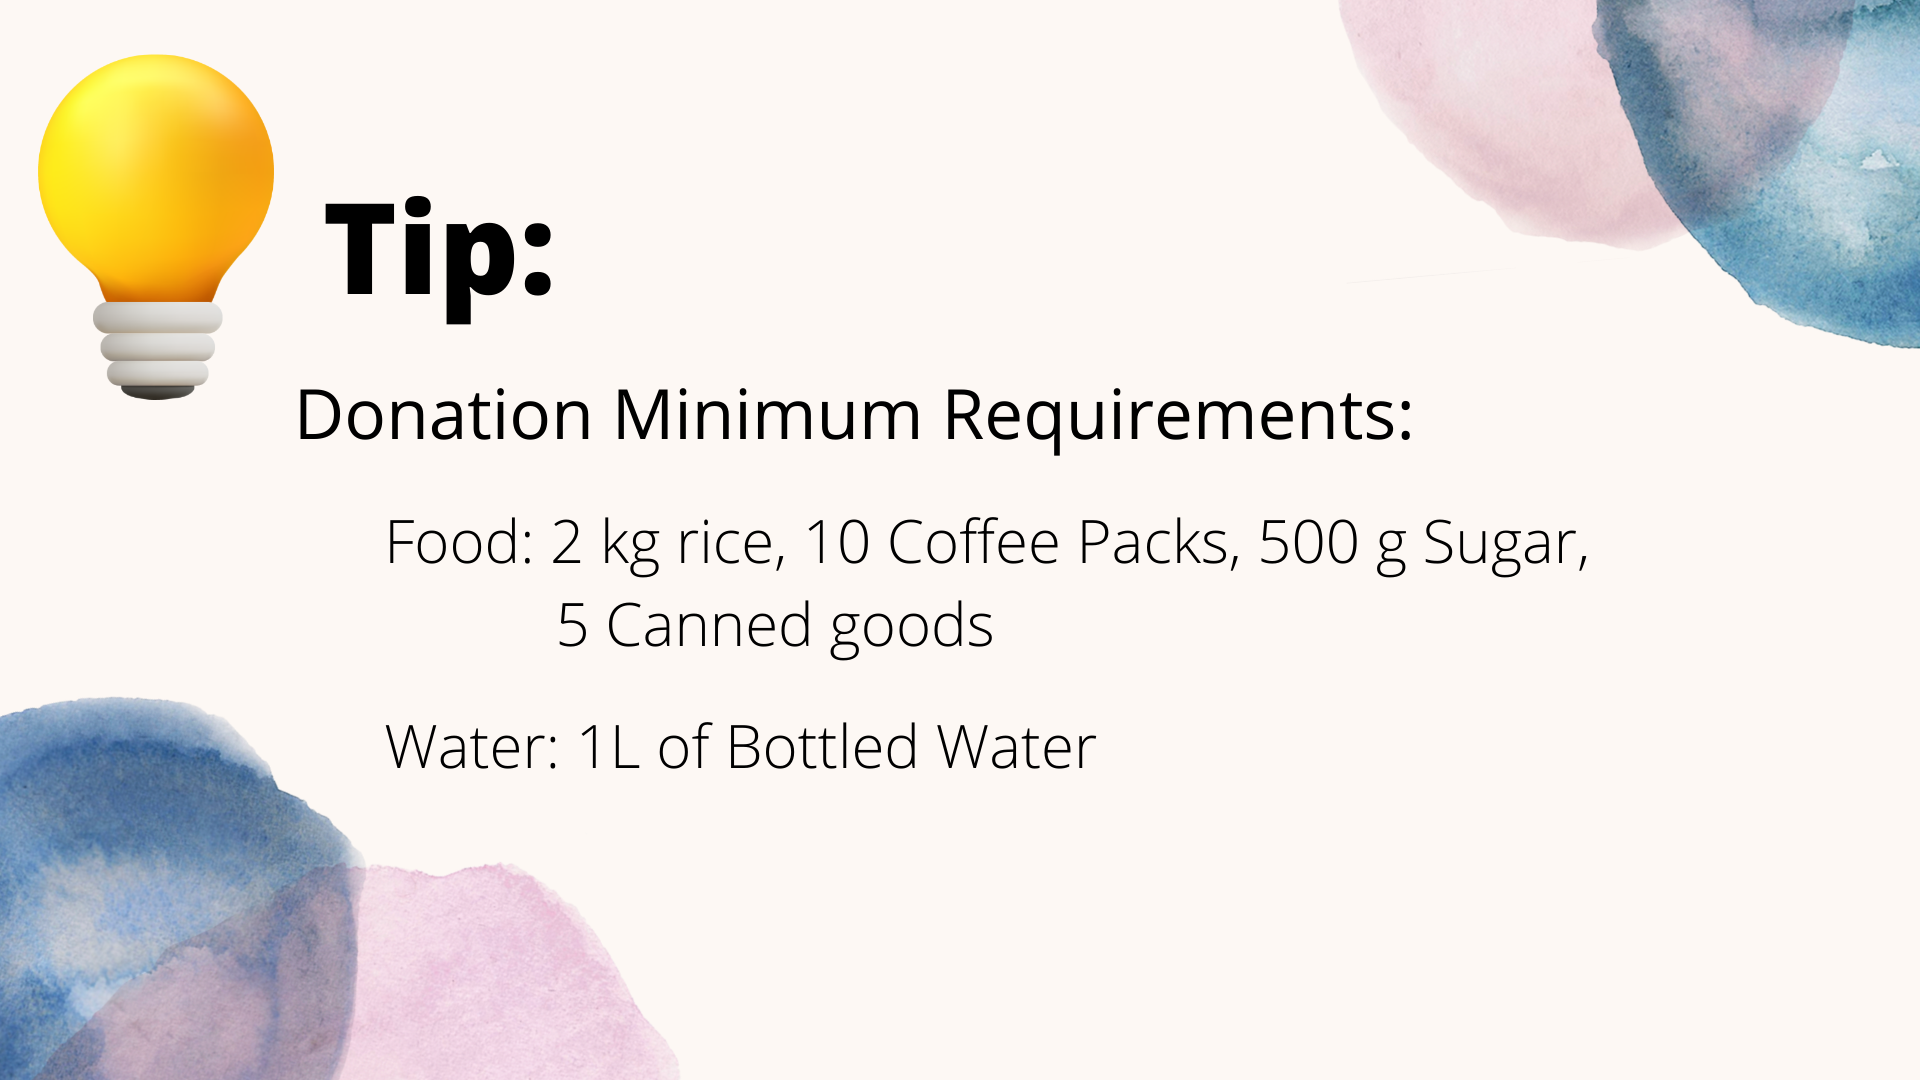 Tip:
Donation Minimum Requirements:
Food: 2 kg rice, 10 Coffee Packs, 500 g Sugar,
5 Canned goods
Water: 1L of Bottled Water